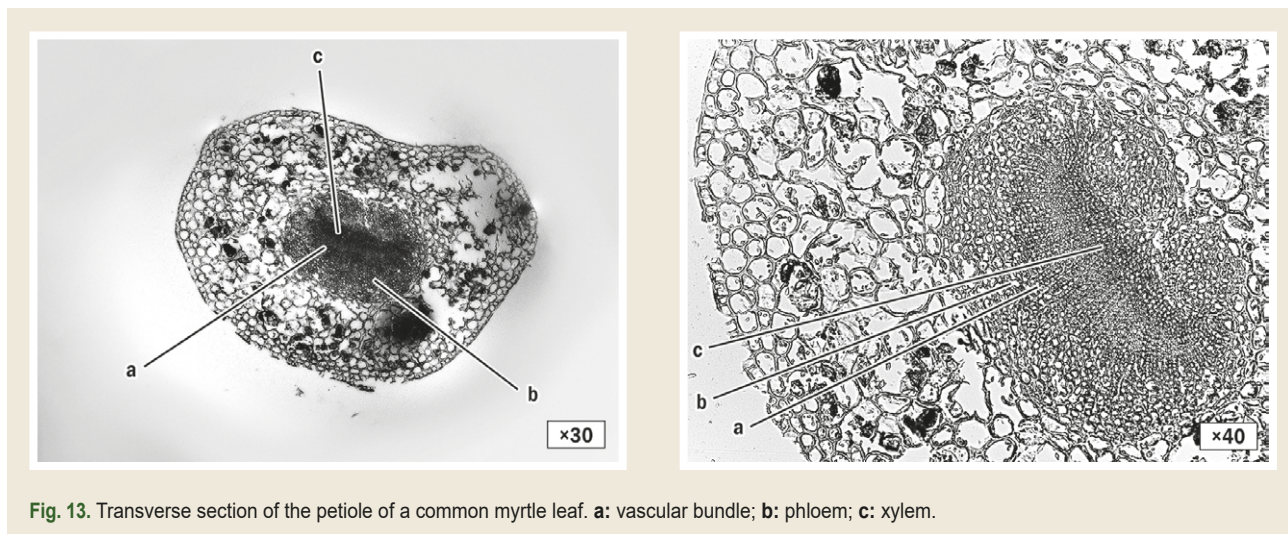 c
a
b
×30
c
b
a
×40
Fig. 13. Transverse section of the petiole of a common myrtle leaf. a: vascular bundle; b: phloem; c: xylem.